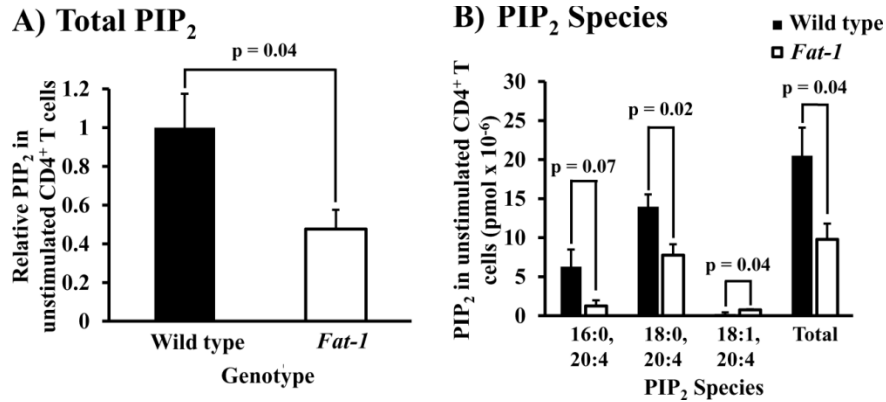 A) Total PIP₂
p = 0.04
Relative PIP₂ in
unstimulated CD4⁺ T cells
1.2
1
0.8
0.6
0.4
0.2
0
Wild type
Fat-1
Genotype
B) PIP₂ Species
Wild type
Fat-1
PIP₂ in unstimulated CD4⁺ T
cells (pmol x 10⁻⁶)
30
25
20
15
10
5
0
p = 0.07
p = 0.02
p = 0.04
p = 0.04
16:0,
20:4
18:0,
20:4
18:1,
20:4
Total
PIP₂ Species